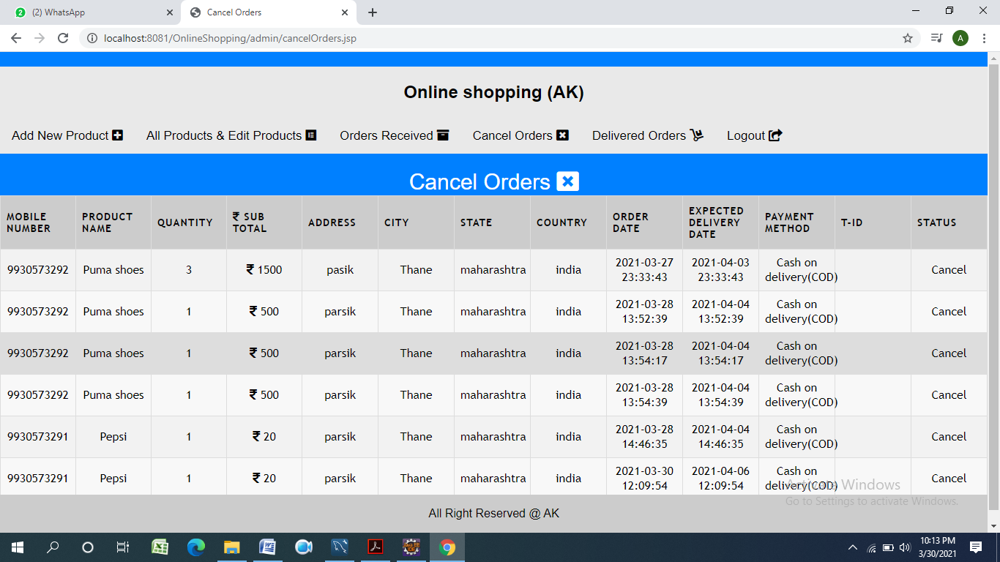 2 (2) WhatsApp Cancel Orders
localhost:8081/OnlineShopping/admin/cancelOrders.jsp A
Online shopping (AK)
Add New Product All Products & Edit Products Orders Received Cancel Orders Delivered Orders Logout
Cancel Orders
MOBILE NUMBER PRODUCT NAME QUANTITY ₹ SUB TOTAL ADDRESS CITY STATE COUNTRY ORDER DATE EXPECTED DELIVERY DATE PAYMENT METHOD T-ID STATUS
9930573292 Puma shoes 3 ₹ 1500 pasik Thane maharashtra india 2021-03-27 23:33:43 2021-04-03 23:33:43 Cash on delivery(COD) Cancel
9930573292 Puma shoes 1 ₹ 500 parsik Thane maharashtra india 2021-03-28 13:52:39 2021-04-04 13:52:39 Cash on delivery(COD) Cancel
9930573292 Puma shoes 1 ₹ 500 parsik Thane maharashtra india 2021-03-28 13:54:17 2021-04-04 13:54:17 Cash on delivery(COD) Cancel
9930573292 Puma shoes 1 ₹ 500 parsik Thane maharashtra india 2021-03-28 13:54:39 2021-04-04 13:54:39 Cash on delivery(COD) Cancel
9930573291 Pepsi 1 ₹ 20 parsik Thane maharashtra india 2021-03-28 14:46:35 2021-04-04 14:46:35 Cash on delivery(COD) Cancel
9930573291 Pepsi 1 ₹ 20 parsik Thane maharashtra india 2021-03-30 12:09:54 2021-04-06 12:09:54 Cash on delivery(COD) Cancel
Activate Windows
Go to Settings to activate Windows.
All Right Reserved @ AK
10:13 PM
3/30/2021